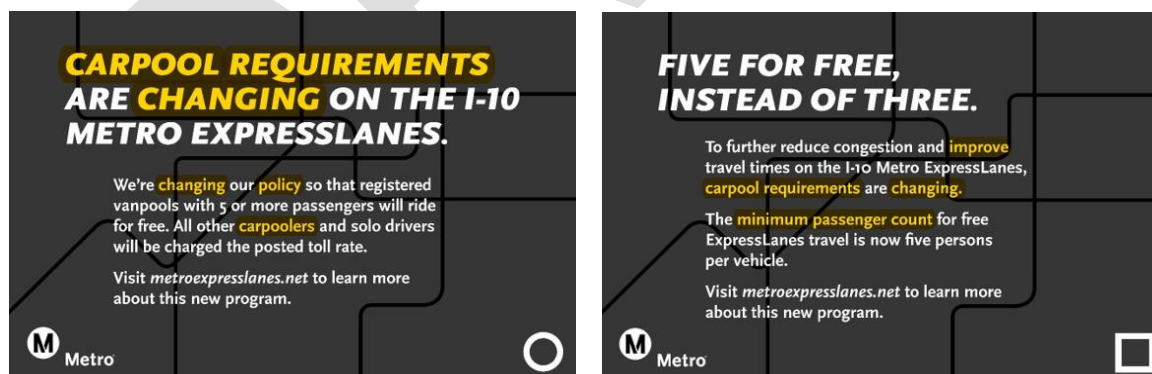 CARPOOL REQUIREMENTS
ARE CHANGING ON THE I-10
METRO EXPRESSLANES.
We're changing our policy so that registered
vanpools with 5 or more passengers will ride
for free. All other carpoolers and solo drivers
will be charged the posted toll rate.
Visit metroexpresslanes.net to learn more
about this new program.
M Metro
FIVE FOR FREE,
INSTEAD OF THREE.
To further reduce congestion and improve
travel times on the I-10 Metro ExpressLanes,
carpool requirements are changing.
The minimum passenger count for free
ExpressLanes travel is now five persons
per vehicle.
Visit metroexpresslanes.net to learn more
about this new program.
M Metro